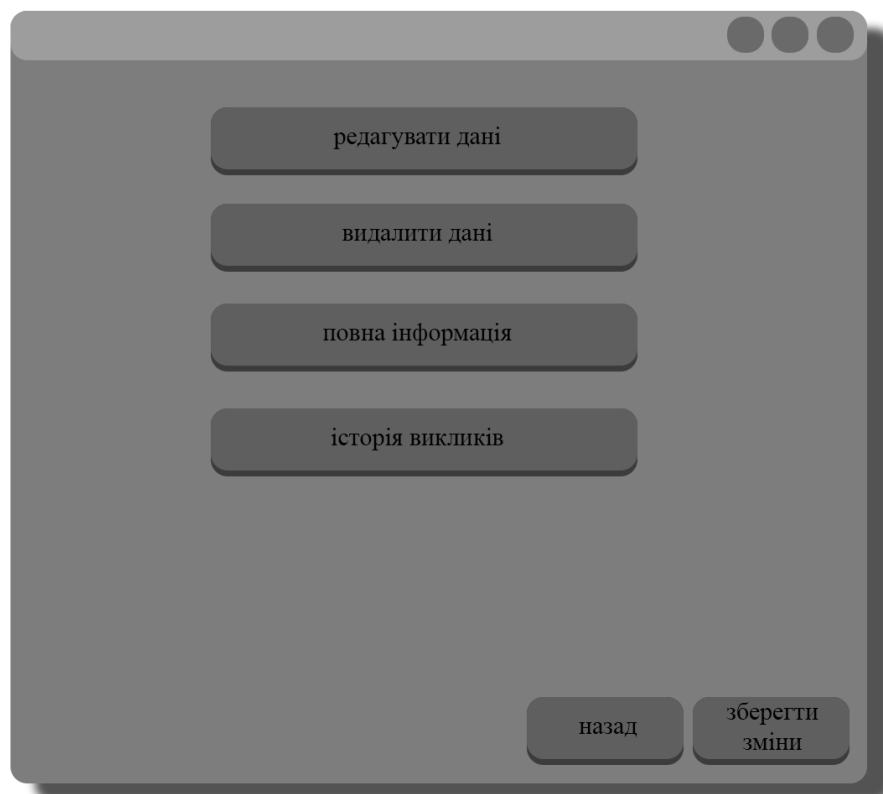 редагувати дані
видалити дані
повна інформація
історія викликів
назад
зберегти
зміни